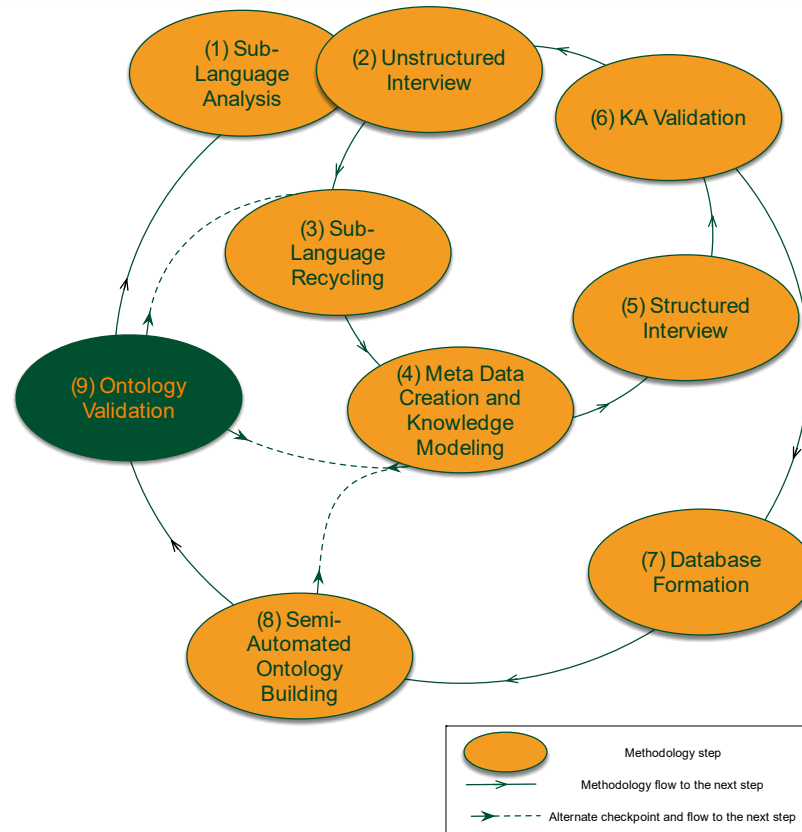 (1) Sub-
Language
Analysis
(2) Unstructured
Interview
(3) Sub-
Language
Recycling
(4) Meta Data
Creation and
Knowledge
Modeling
(5) Structured
Interview
(6) KA Validation
(7) Database
Formation
(8) Semi-
Automated
Ontology
Building
(9) Ontology
Validation
Methodology step
Methodology flow to the next step
Alternate checkpoint and flow to the next step